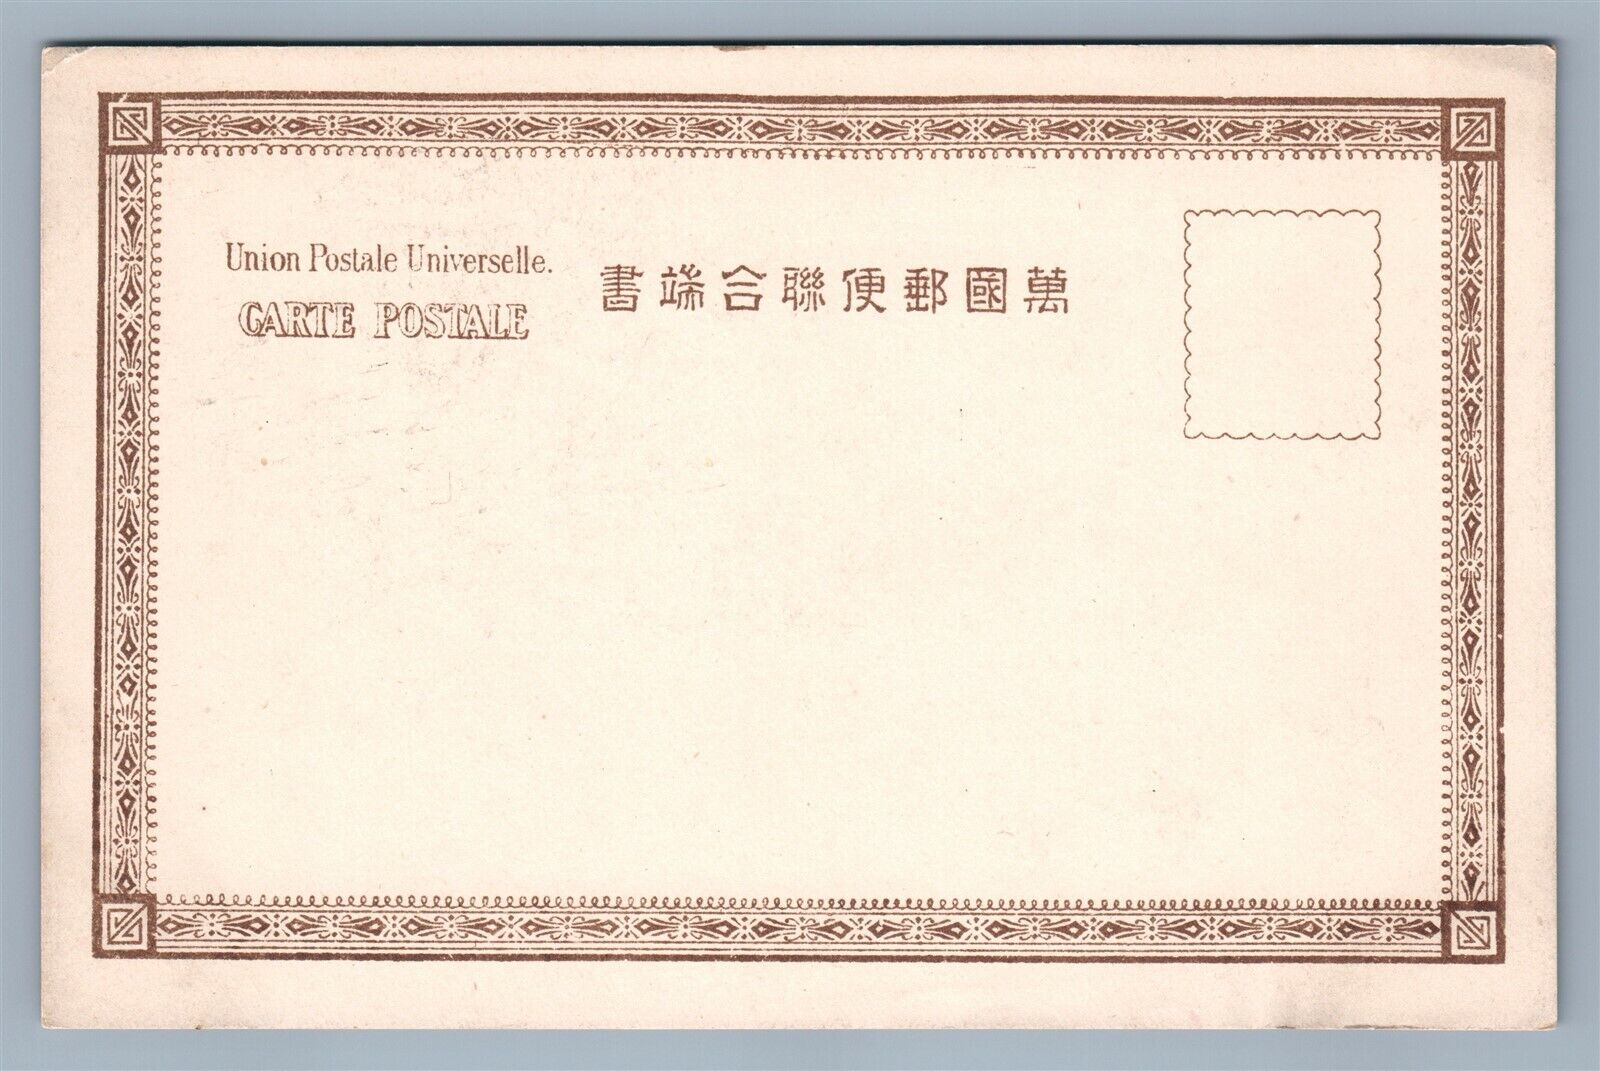 Union Postale Universelle.
CARTE POSTALE
萬國郵便聯合端書